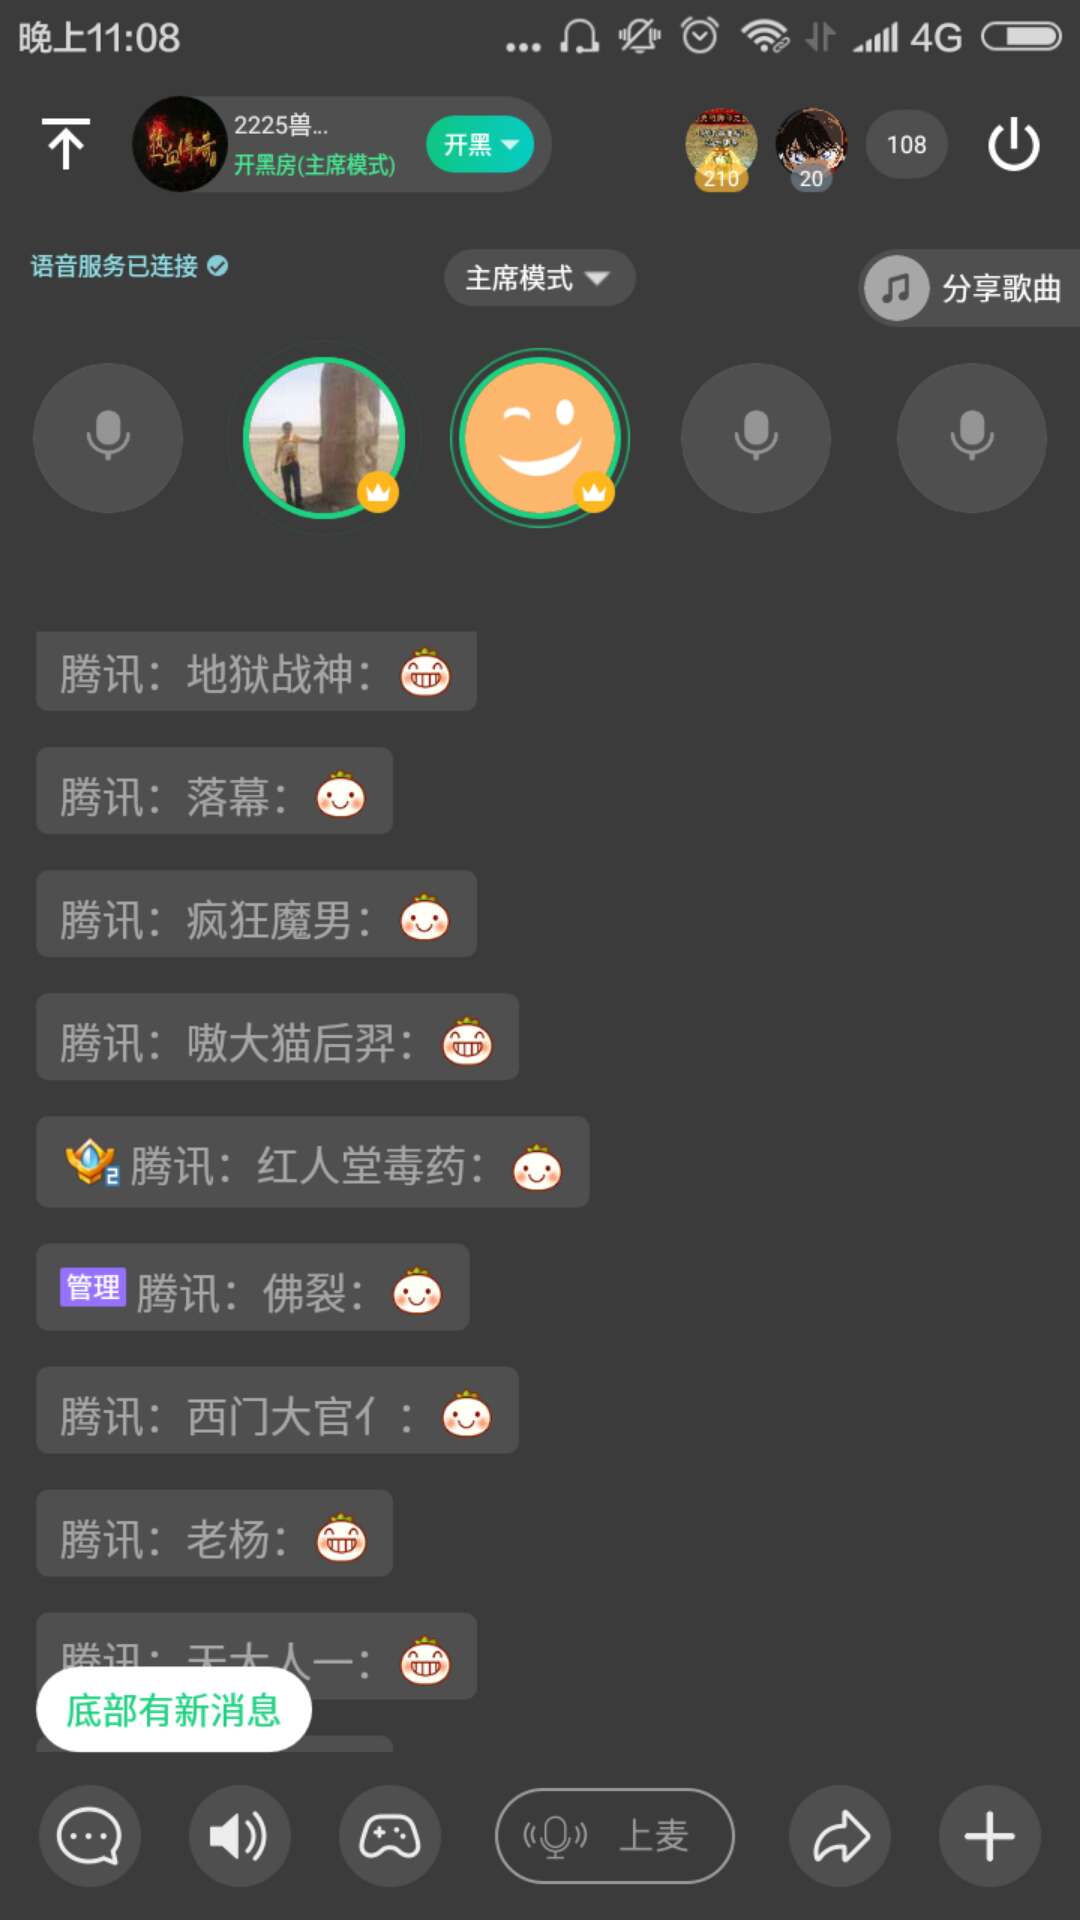 晚上11:08
4G
热血传奇
2225兽...
开黑房(主席模式)
开黑
210
20
108
语音服务已连接
主席模式
分享歌曲
腾讯：地狱战神：
腾讯：落幕：
腾讯：疯狂魔男：
腾讯：嗷大猫后羿：
2 腾讯：红人堂毒药：
管理 腾讯：佛裂：
腾讯：西门大官亻：
腾讯：老杨：
腾讯：天大人一：
底部有新消息
上麦